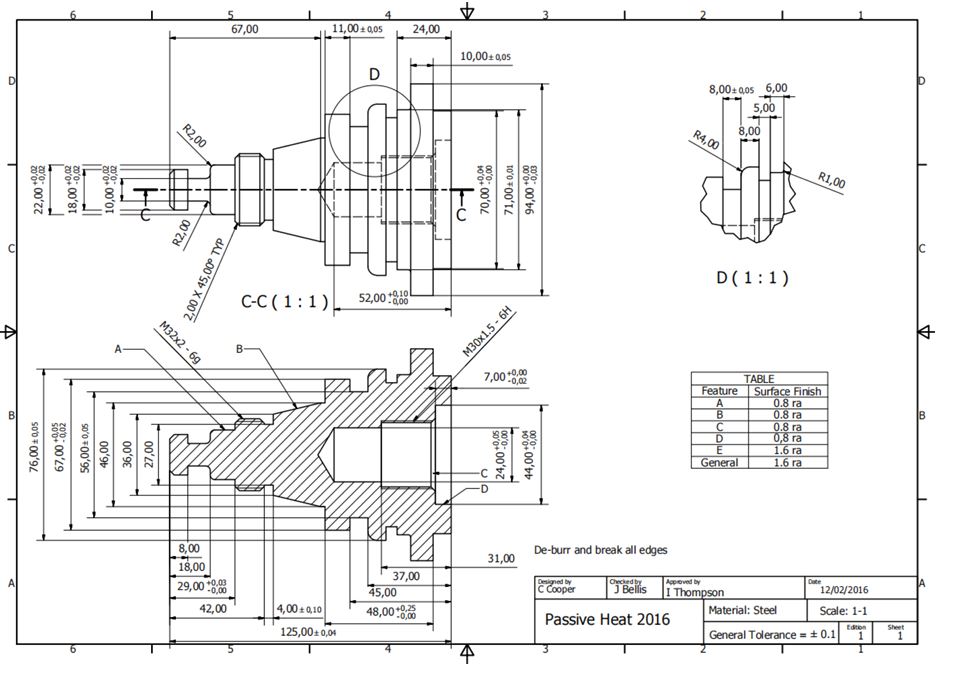 6 5 4 3 2 1
67,00 11,00±0,05 24,00
10,00±0,05
D
8,00±0,05 6,00
5,00
8,00
R4,00
R1,00
D D
R2,00
22,00 +0,02 -0,02
18,00 +0,02 -0,02
10,00 +0,02 -0,02
C C
R2,00
2,00 X 45,00° TYP
70,00 +0,04 -0,00
71,00 ±0,01
94,00 +0,00 -0,03
C C
D ( 1 : 1 )
C-C ( 1 : 1 )
52,00 +0,10 -0,00
M32x2 - 6g
M30x1.5 - 6H
A
B
7,00 +0,00 -0,02
B B
76,00 ±0,05
67,00 +0,05 -0,02
56,00 ±0,05
46,00
36,00
27,00
24,00 +0,05 -0,00
44,00 +0,04 -0,00
C
D
TABLE
Feature Surface Finish
A 0.8 ra
B 0.8 ra
C 0.8 ra
D 0,8 ra
E 1.6 ra
General 1.6 ra
8,00
18,00
29,00 +0,03 -0,00
42,00
4,00 ±0,10
31,00
37,00
45,00
48,00 +0,25 -0,00
125,00 ±0,04
A A
De-burr and break all edges
Designed by Checked by Approved by Date
C Cooper J Bellis I Thompson 12/02/2016
Passive Heat 2016
Material: Steel Scale: 1-1
General Tolerance = ± 0.1
Edition Sheet
1 1
6 5 4 3 2 1